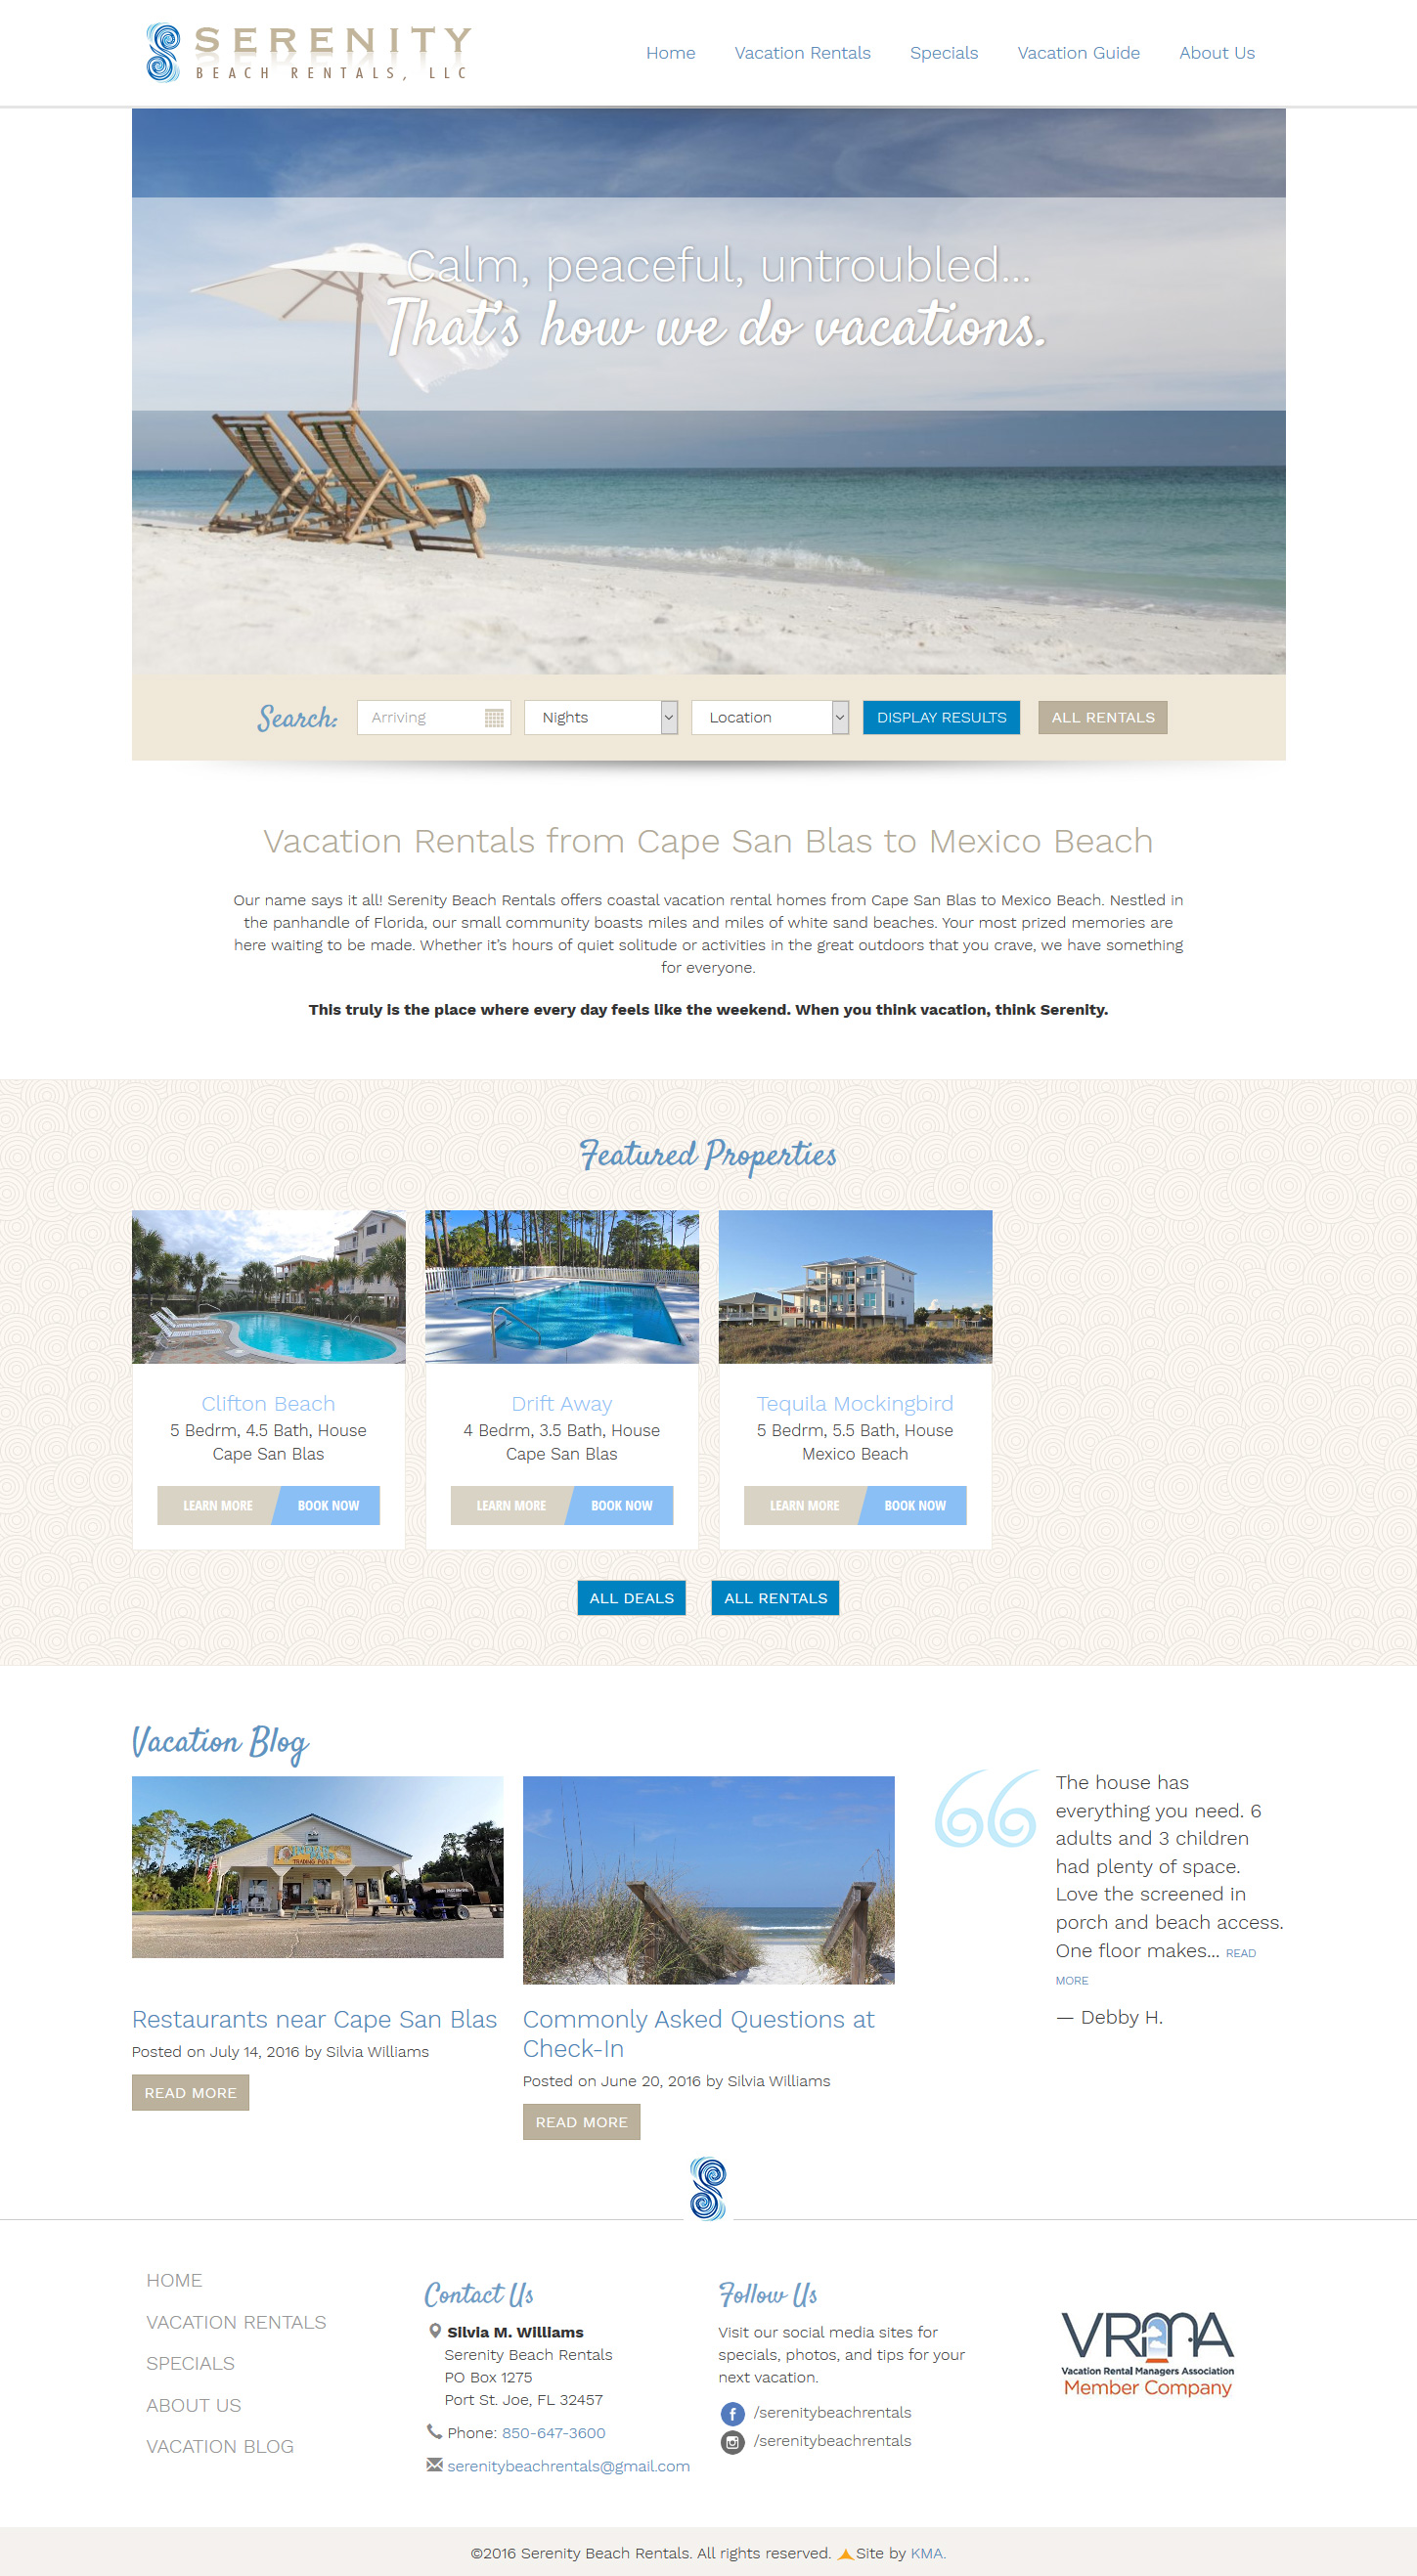 SERENITY
BEACH RENTALS, LLC
Home
Vacation Rentals
Specials
Vacation Guide
About Us
Calm, peaceful, untroubled...
That's how we do vacations.
Search:
Arriving
Nights
Location
DISPLAY RESULTS
ALL RENTALS
Vacation Rentals from Cape San Blas to Mexico Beach
Our name says it all! Serenity Beach Rentals offers coastal vacation rental homes from Cape San Blas to Mexico Beach. Nestled in
the panhandle of Florida, our small community boasts miles and miles of white sand beaches. Your most prized memories are
here waiting to be made. Whether it's hours of quiet solitude or activities in the great outdoors that you crave, we have something
for everyone.
This truly is the place where every day feels like the weekend. When you think vacation, think Serenity.
Featured Properties
Clifton Beach
5 Bedrm, 4.5 Bath, House
Cape San Blas
LEARN MORE
BOOK NOW
Drift Away
4 Bedrm, 3.5 Bath, House
Cape San Blas
LEARN MORE
BOOK NOW
Tequila Mockingbird
5 Bedrm, 5.5 Bath, House
Mexico Beach
LEARN MORE
BOOK NOW
ALL DEALS
ALL RENTALS
Vacation Blog
TRADING POST
Restaurants near Cape San Blas
Posted on July 14, 2016 by Silvia Williams
READ MORE
Commonly Asked Questions at
Check-In
Posted on June 20, 2016 by Silvia Williams
READ MORE
The house has
everything you need. 6
adults and 3 children
had plenty of space.
Love the screened in
porch and beach access.
One floor makes... READ
MORE
— Debby H.
HOME
VACATION RENTALS
SPECIALS
ABOUT US
VACATION BLOG
Contact Us
Silvia M. Williams
Serenity Beach Rentals
PO Box 1275
Port St. Joe, FL 32457
Phone: 850-647-3600
serenitybeachrentals@gmail.com
Follow Us
Visit our social media sites for
specials, photos, and tips for your
next vacation.
/serenitybeachrentals
/serenitybeachrentals
VRMA
Vacation Rental Managers Association
Member Company
©2016 Serenity Beach Rentals. All rights reserved. Site by KMA.